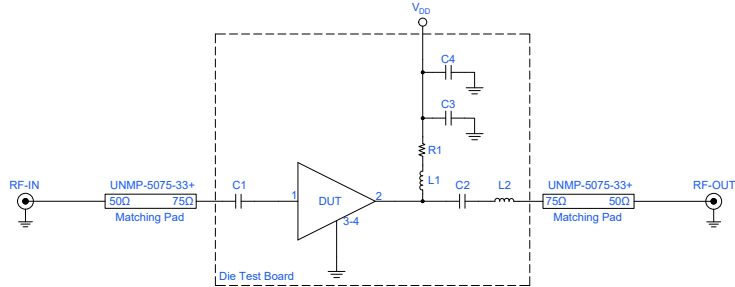 V_DD
C4
C3
R1
L1
RF-IN
UNMP-5075-33+
50Ω 75Ω
Matching Pad
C1
1
DUT
2
3-4
C2
L2
UNMP-5075-33+
75Ω 50Ω
Matching Pad
RF-OUT
Die Test Board